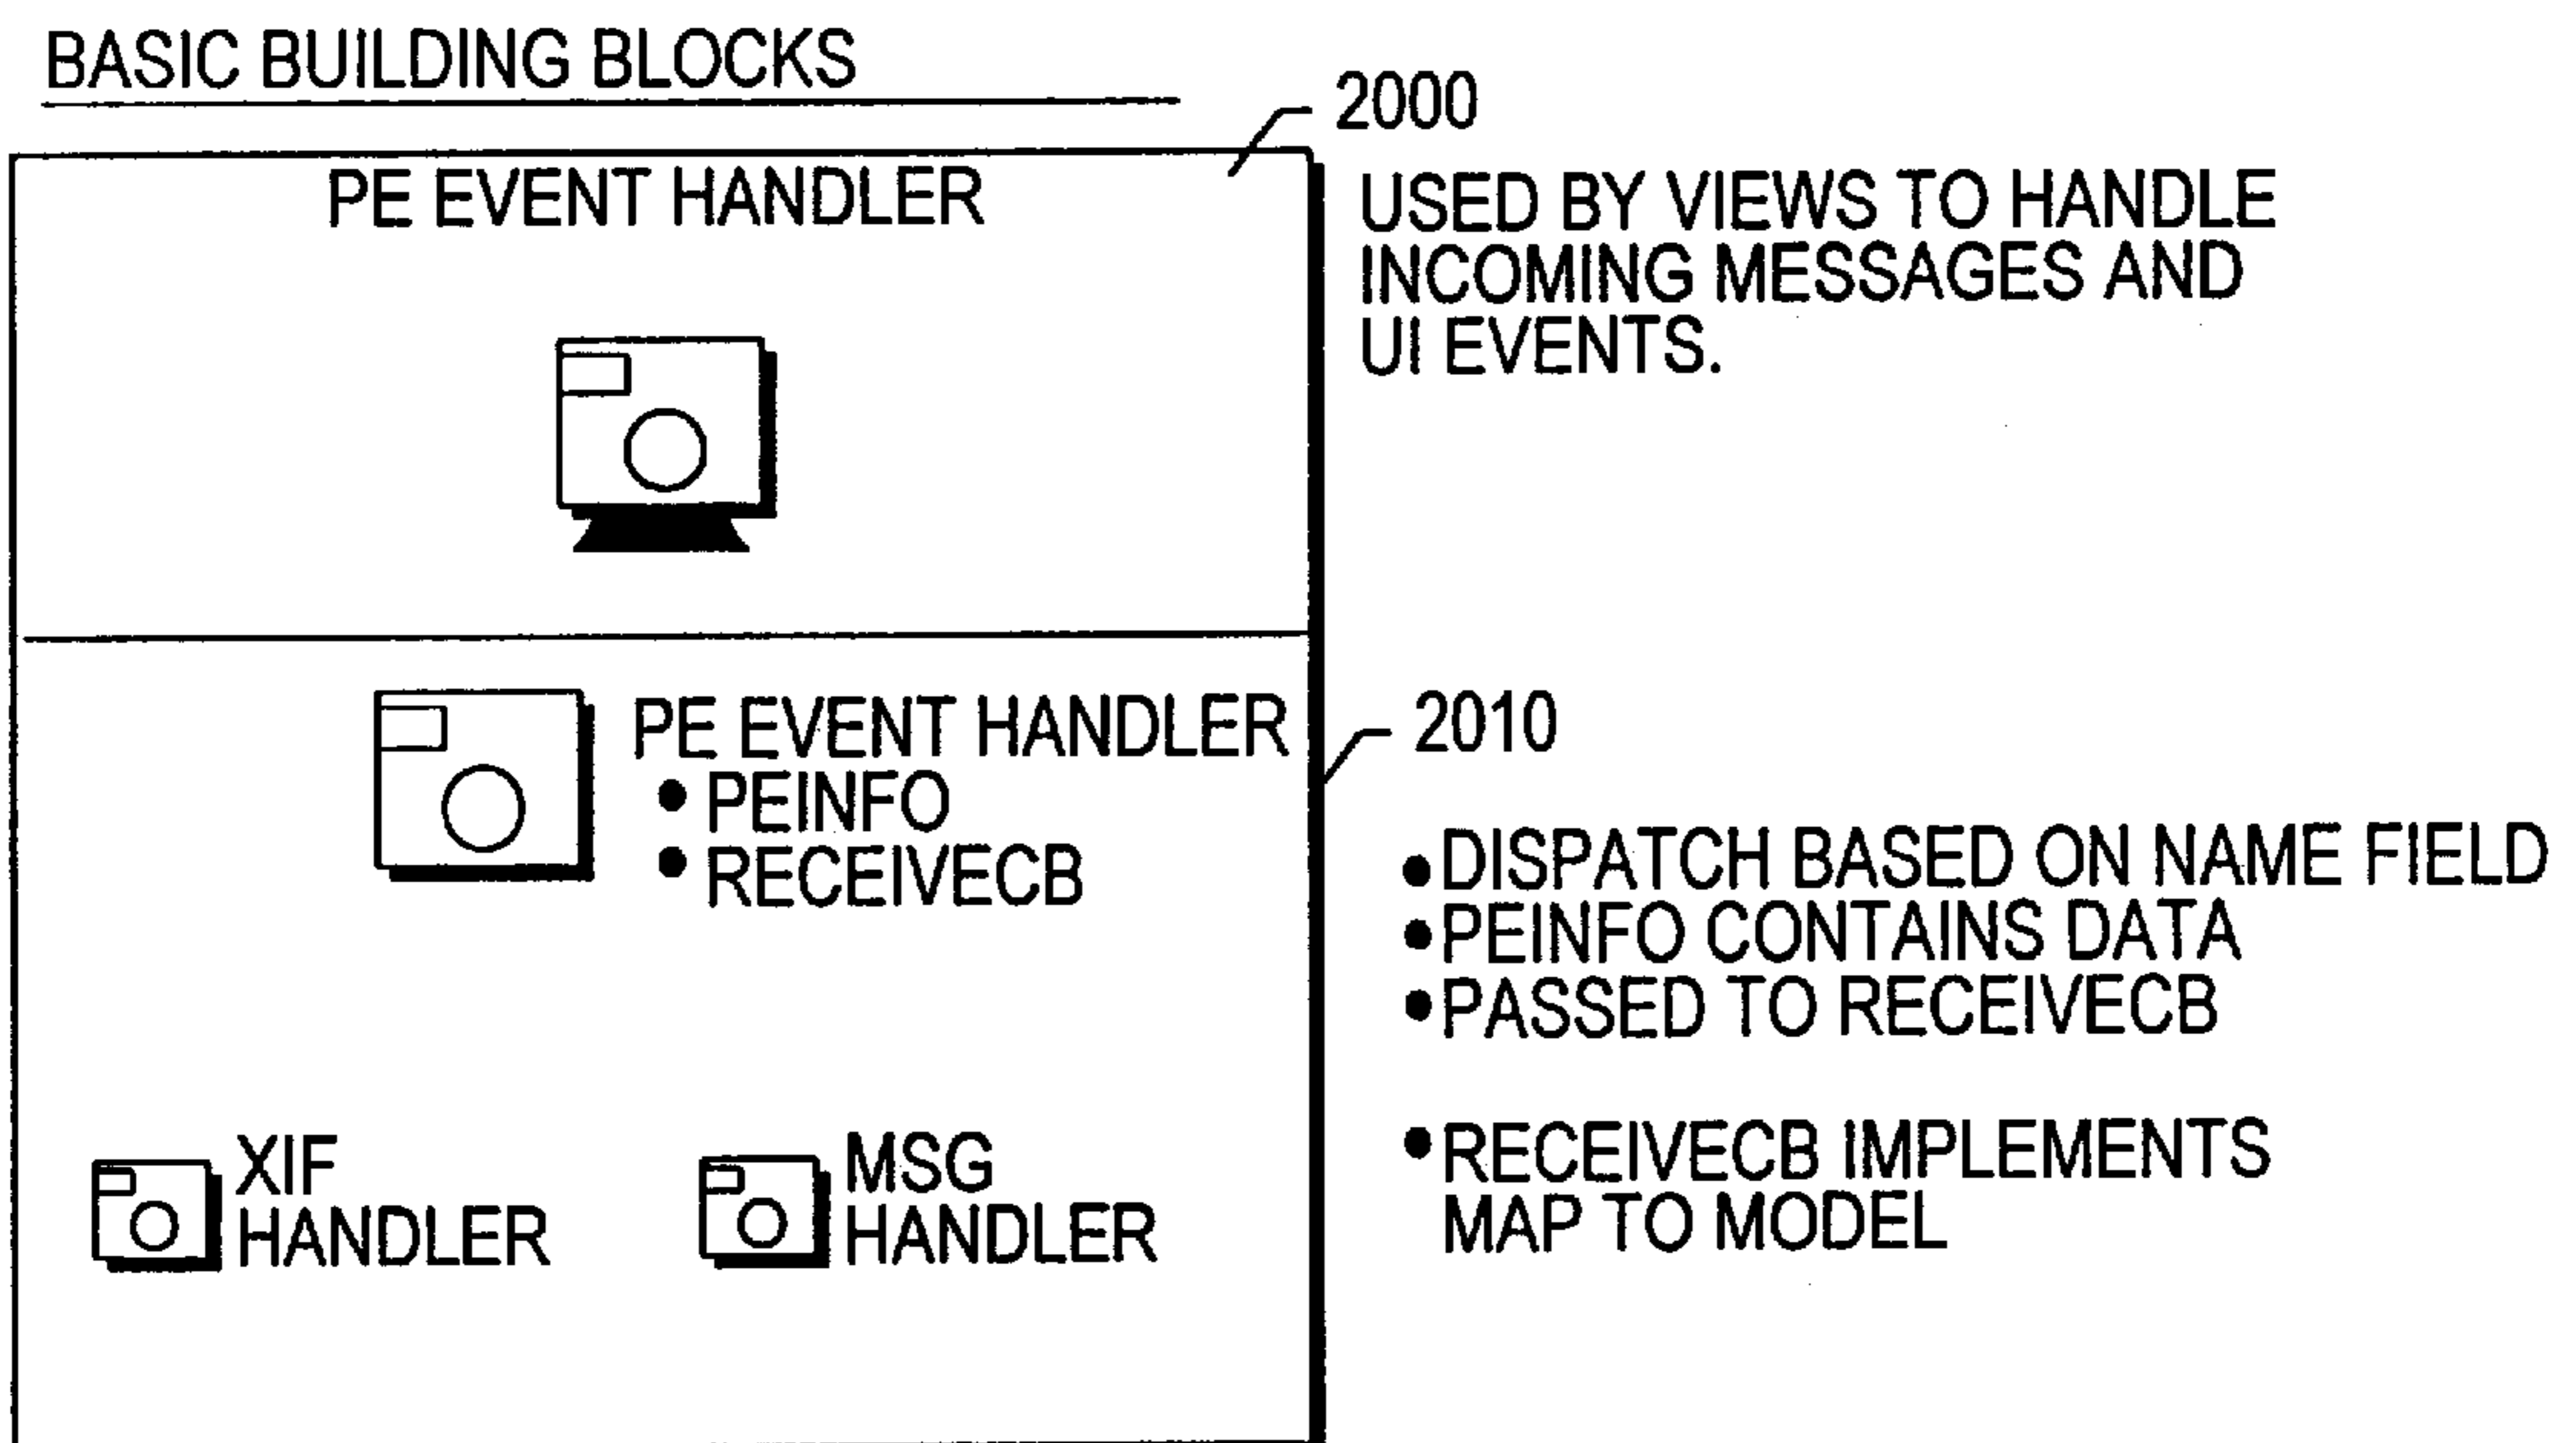 BASIC BUILDING BLOCKS
2000
PE EVENT HANDLER
USED BY VIEWS TO HANDLE
INCOMING MESSAGES AND
UI EVENTS.
PE EVENT HANDLER
• PEINFO
• RECEIVECB
2010
• DISPATCH BASED ON NAME FIELD
• PEINFO CONTAINS DATA
• PASSED TO RECEIVECB
• RECEIVECB IMPLEMENTS
MAP TO MODEL
XIF
HANDLER
MSG
HANDLER